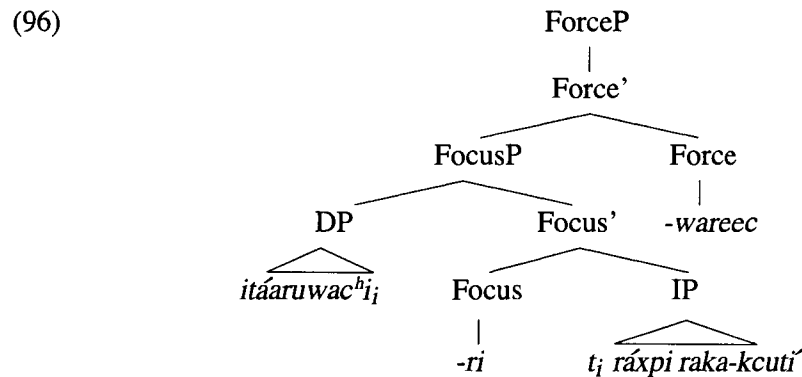 (96) ForceP
Force’
FocusP Force
DP Focus’ -wareec
itáaruwacʰiᵢ Focus IP
-ri tᵢ ráxpi raka-kcutí